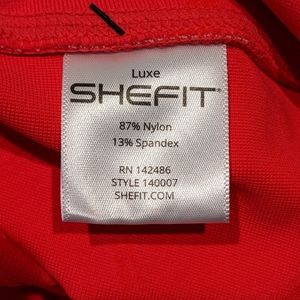 Luxe
SHEFIT
87% Nylon
13% Spandex
RN 142486
STYLE 140007
SHEFIT.COM